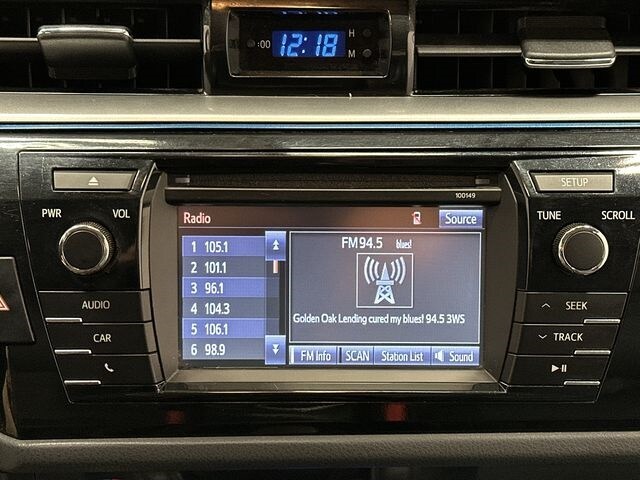 :00 12:18 H
M
100149
SETUP
PWR VOL
TUNE SCROLL
Radio Source
1 105.1
2 101.1
3 96.1
4 104.3
5 106.1
6 98.9
FM94.5 blues!
Golden Oak Lending cured my blues! 94.5 3WS
FM Info SCAN Station List Sound
AUDIO
CAR
SEEK
TRACK